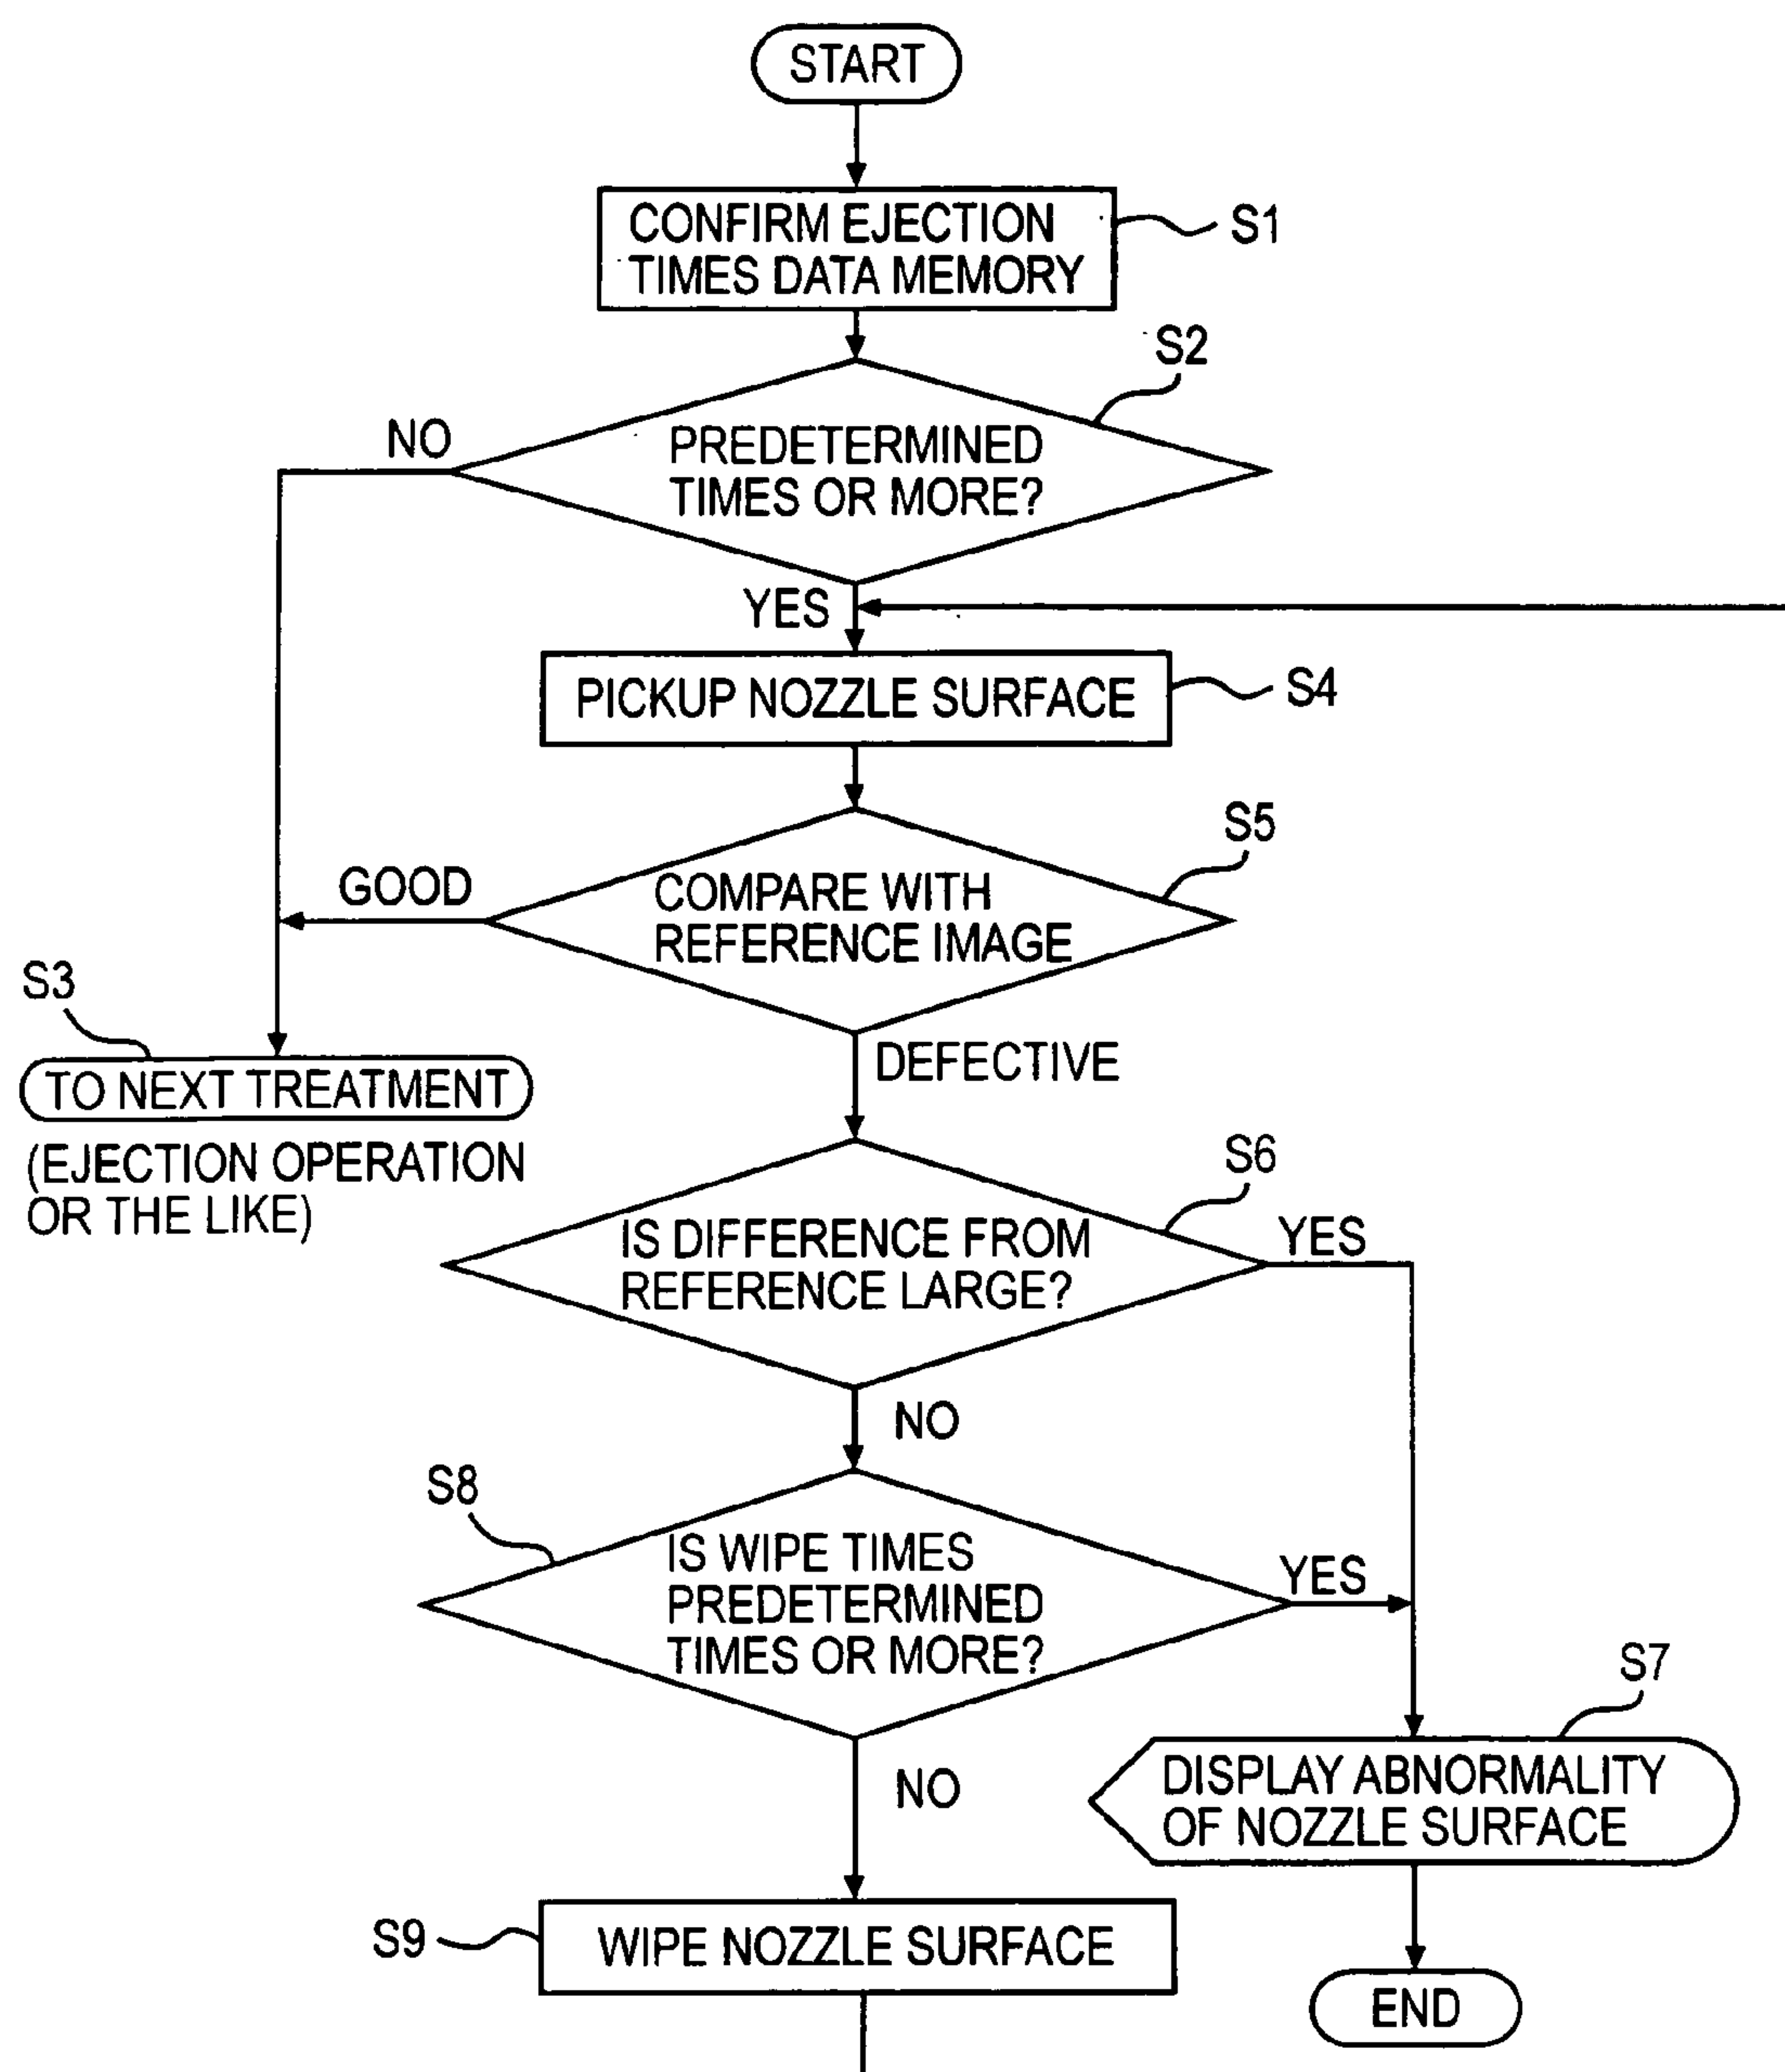 START
CONFIRM EJECTION
TIMES DATA MEMORY
S1
S2
NO
PREDETERMINED
TIMES OR MORE?
YES
PICKUP NOZZLE SURFACE
S4
S5
GOOD
COMPARE WITH
REFERENCE IMAGE
S3
DEFECTIVE
TO NEXT TREATMENT
(EJECTION OPERATION
OR THE LIKE)
S6
IS DIFFERENCE FROM
REFERENCE LARGE?
YES
NO
S8
IS WIPE TIMES
PREDETERMINED
TIMES OR MORE?
YES
S7
NO
DISPLAY ABNORMALITY
OF NOZZLE SURFACE
S9
WIPE NOZZLE SURFACE
END